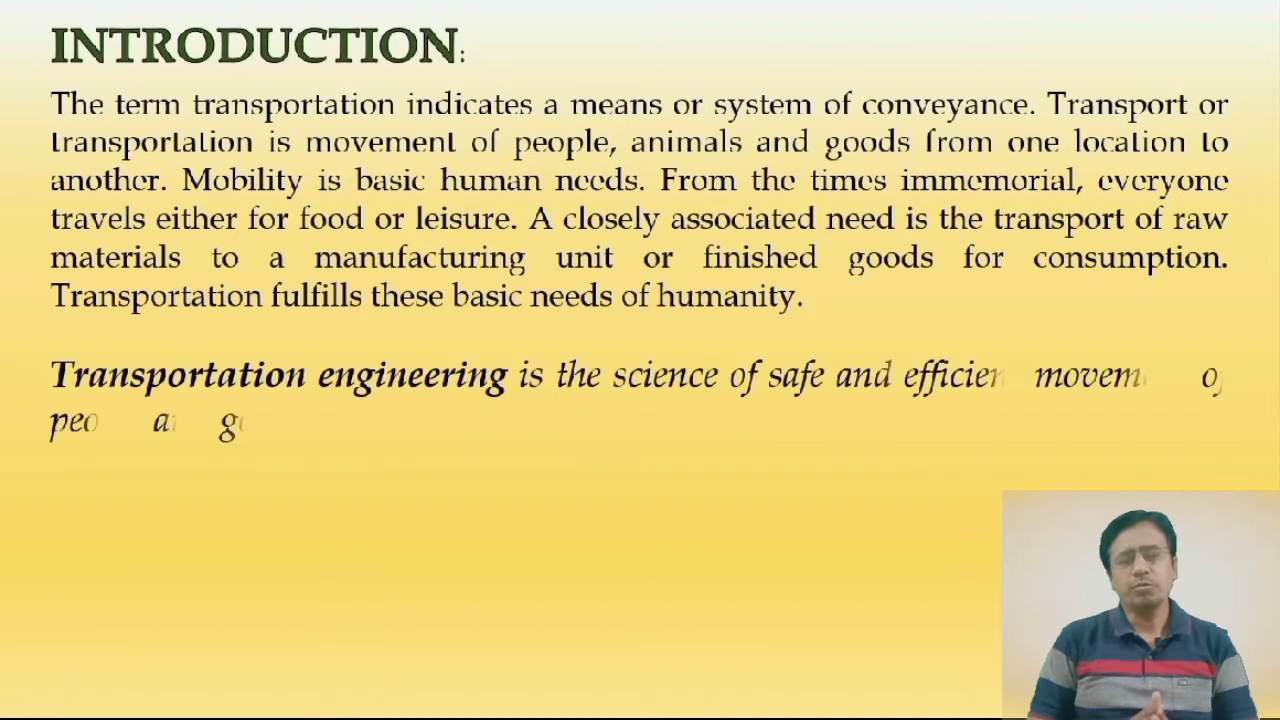 INTRODUCTION:
The term transportation indicates a means or system of conveyance. Transport or
transportation is movement of people, animals and goods from one location to
another. Mobility is basic human needs. From the times immemorial, everyone
travels either for food or leisure. A closely associated need is the transport of raw
materials to a manufacturing unit or finished goods for consumption.
Transportation fulfills these basic needs of humanity.
Transportation engineering is the science of safe and